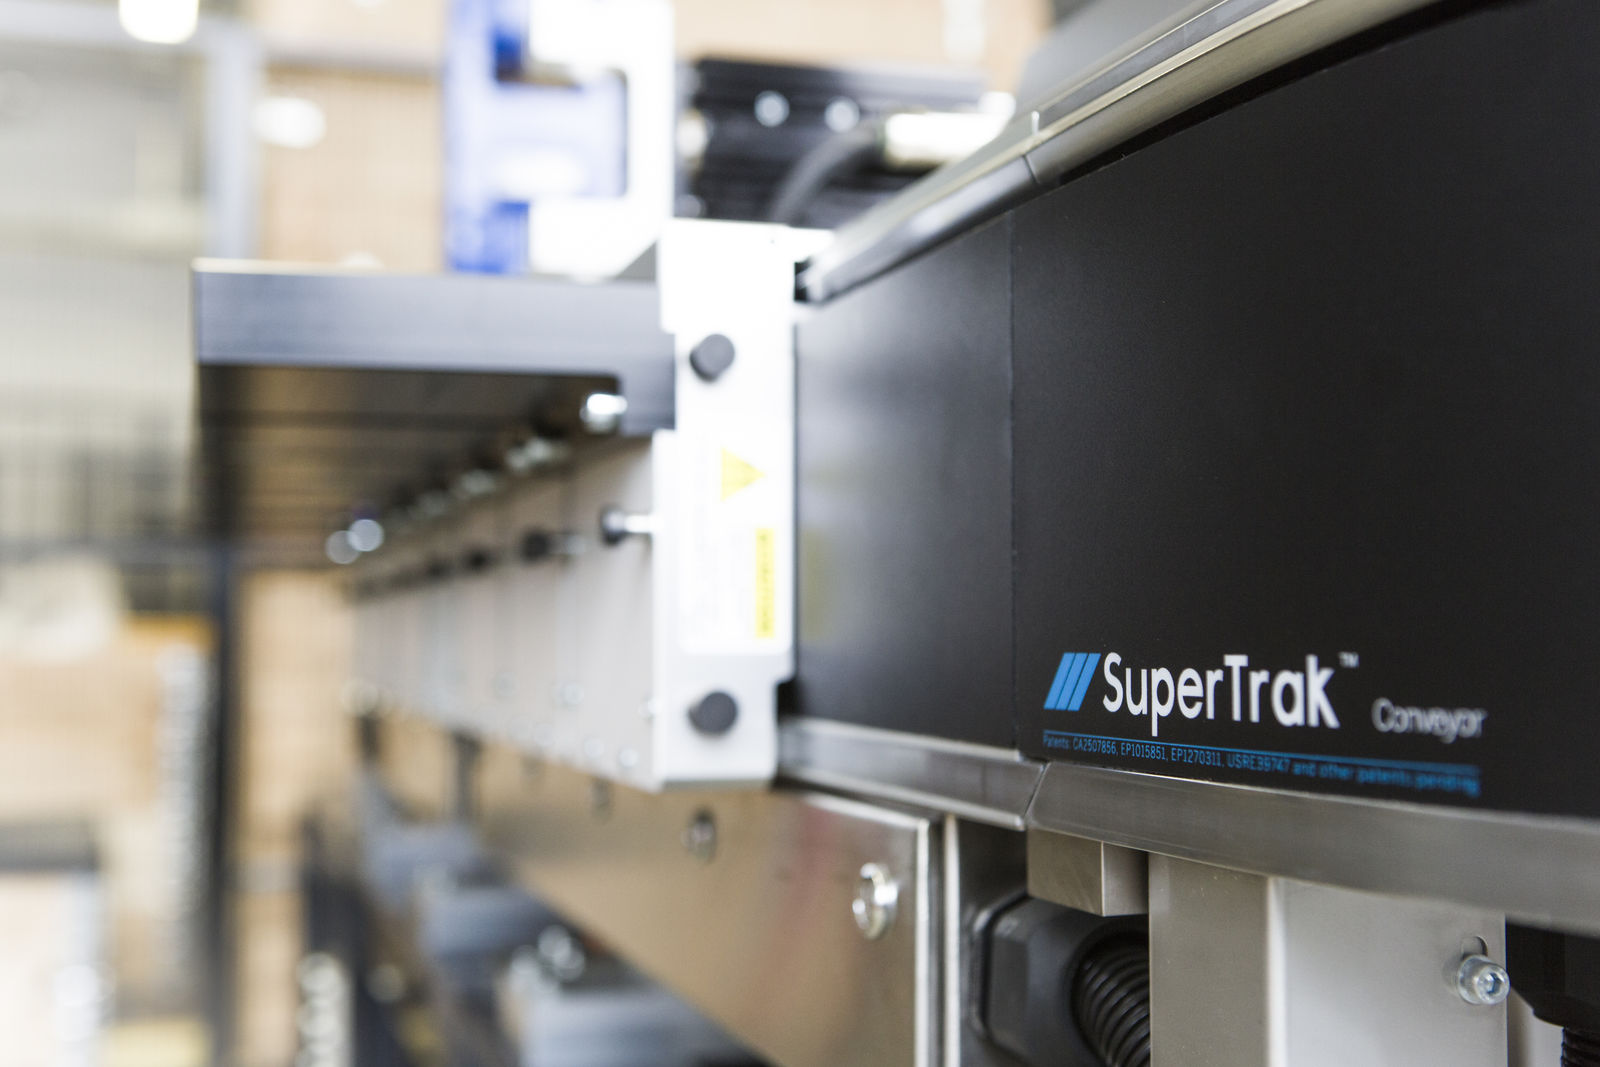 SuperTrak™ Conveyor
Patents: CA2507856, EP1015851, EP1270311, USRE39747 and other patents pending